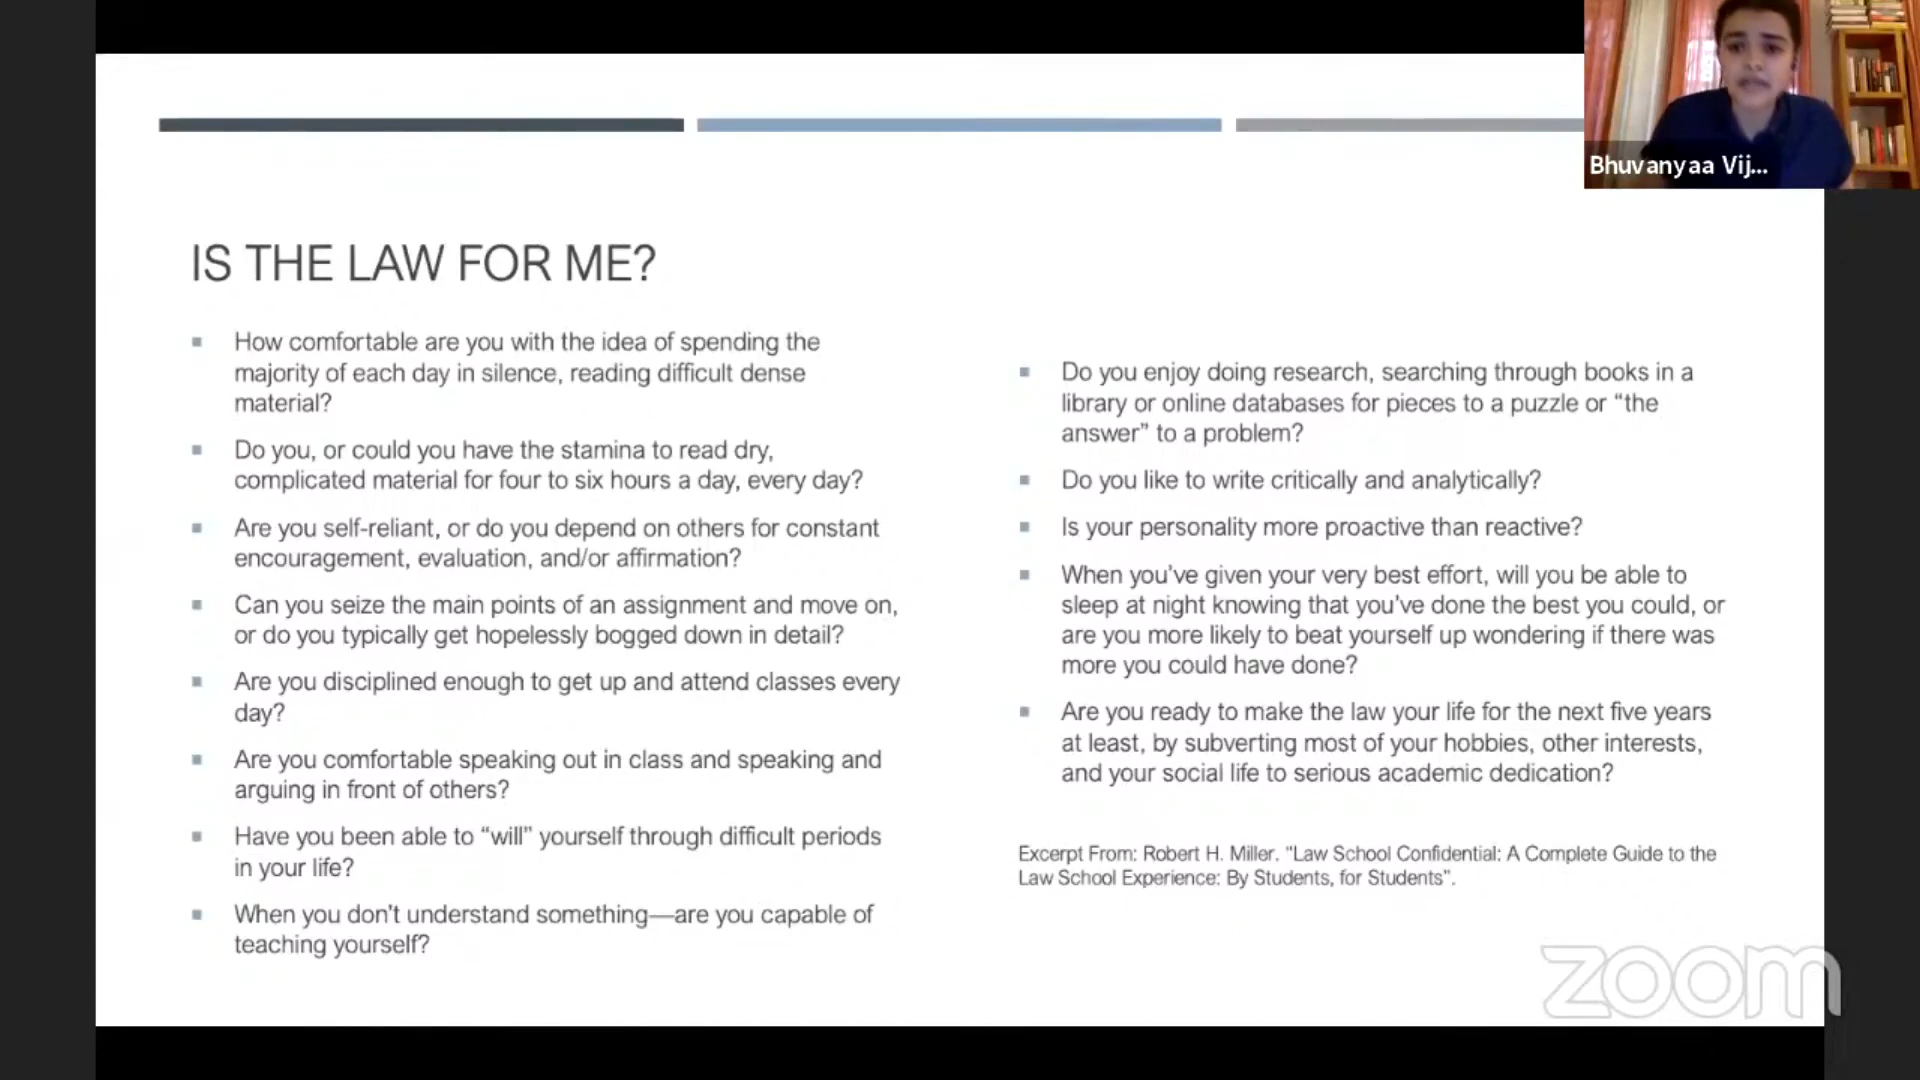 Bhuvanyaa Vij...
IS THE LAW FOR ME?
How comfortable are you with the idea of spending the
majority of each day in silence, reading difficult dense
material?
Do you, or could you have the stamina to read dry,
complicated material for four to six hours a day, every day?
Are you self-reliant, or do you depend on others for constant
encouragement, evaluation, and/or affirmation?
Can you seize the main points of an assignment and move on,
or do you typically get hopelessly bogged down in detail?
Are you disciplined enough to get up and attend classes every
day?
Are you comfortable speaking out in class and speaking and
arguing in front of others?
Have you been able to “will” yourself through difficult periods
in your life?
When you don't understand something—are you capable of
teaching yourself?
Do you enjoy doing research, searching through books in a
library or online databases for pieces to a puzzle or “the
answer” to a problem?
Do you like to write critically and analytically?
Is your personality more proactive than reactive?
When you've given your very best effort, will you be able to
sleep at night knowing that you've done the best you could, or
are you more likely to beat yourself up wondering if there was
more you could have done?
Are you ready to make the law your life for the next five years
at least, by subverting most of your hobbies, other interests,
and your social life to serious academic dedication?
Excerpt From: Robert H. Miller. “Law School Confidential: A Complete Guide to the
Law School Experience: By Students, for Students”.
zoom